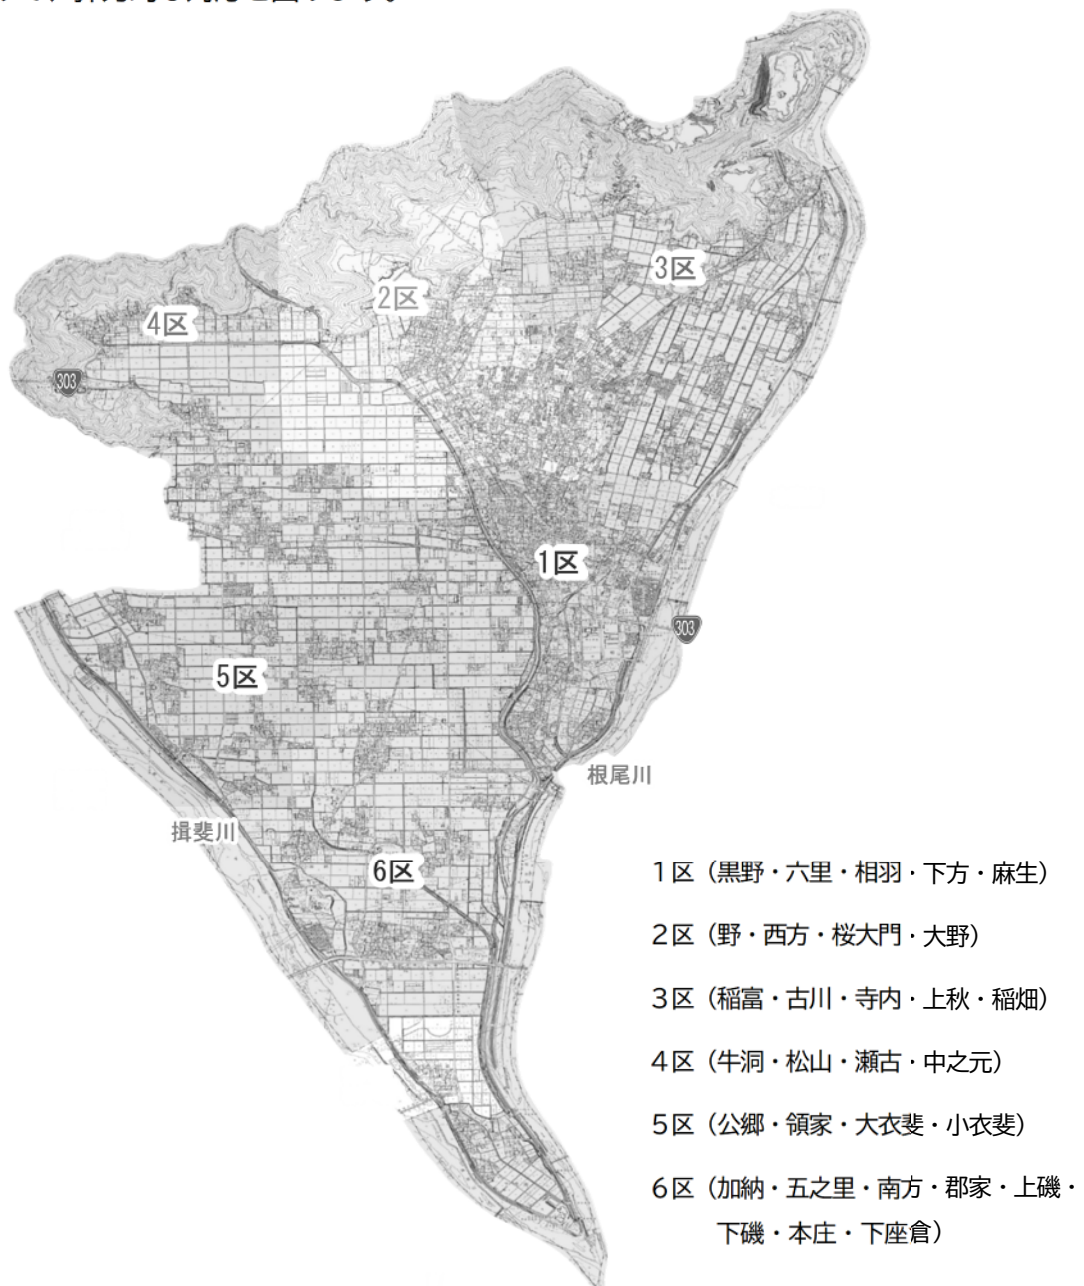 3区
2区
4区
303
1区
303
5区
根尾川
揖斐川
6区
1区（黒野・六里・相羽・下方・麻生）
2区（野・西方・桜大門・大野）
3区（稲富・古川・寺内・上秋・稲畑）
4区（牛洞・松山・瀬古・中之元）
5区（公郷・領家・大衣斐・小衣斐）
6区（加納・五之里・南方・郡家・上磯・
下磯・本庄・下座倉）